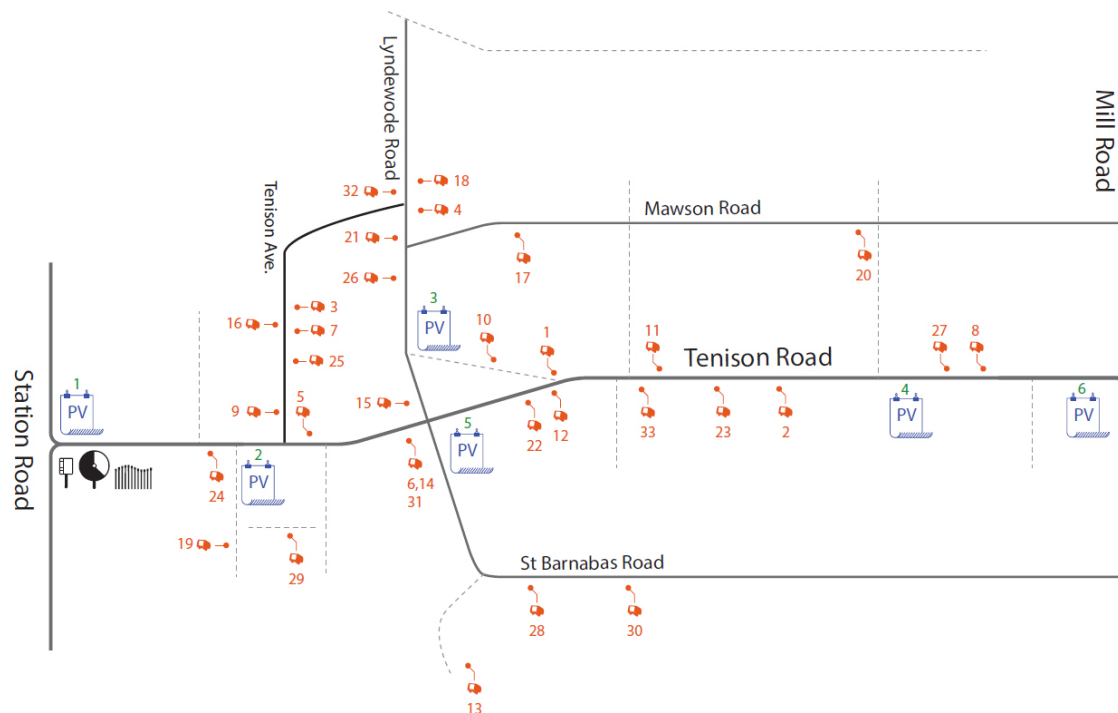 Lyndewode Road
Mill Road
32
18
4
Mawson Road
Tenison Ave.
21
17
20
26
3
3
PV
16
7
10
1
11
27
8
25
Tenison Road
Station Road
1
PV
9
5
15
22
12
33
23
2
4
PV
6
PV
5
PV
2
PV
24
6,14
31
19
29
St Barnabas Road
28
30
13